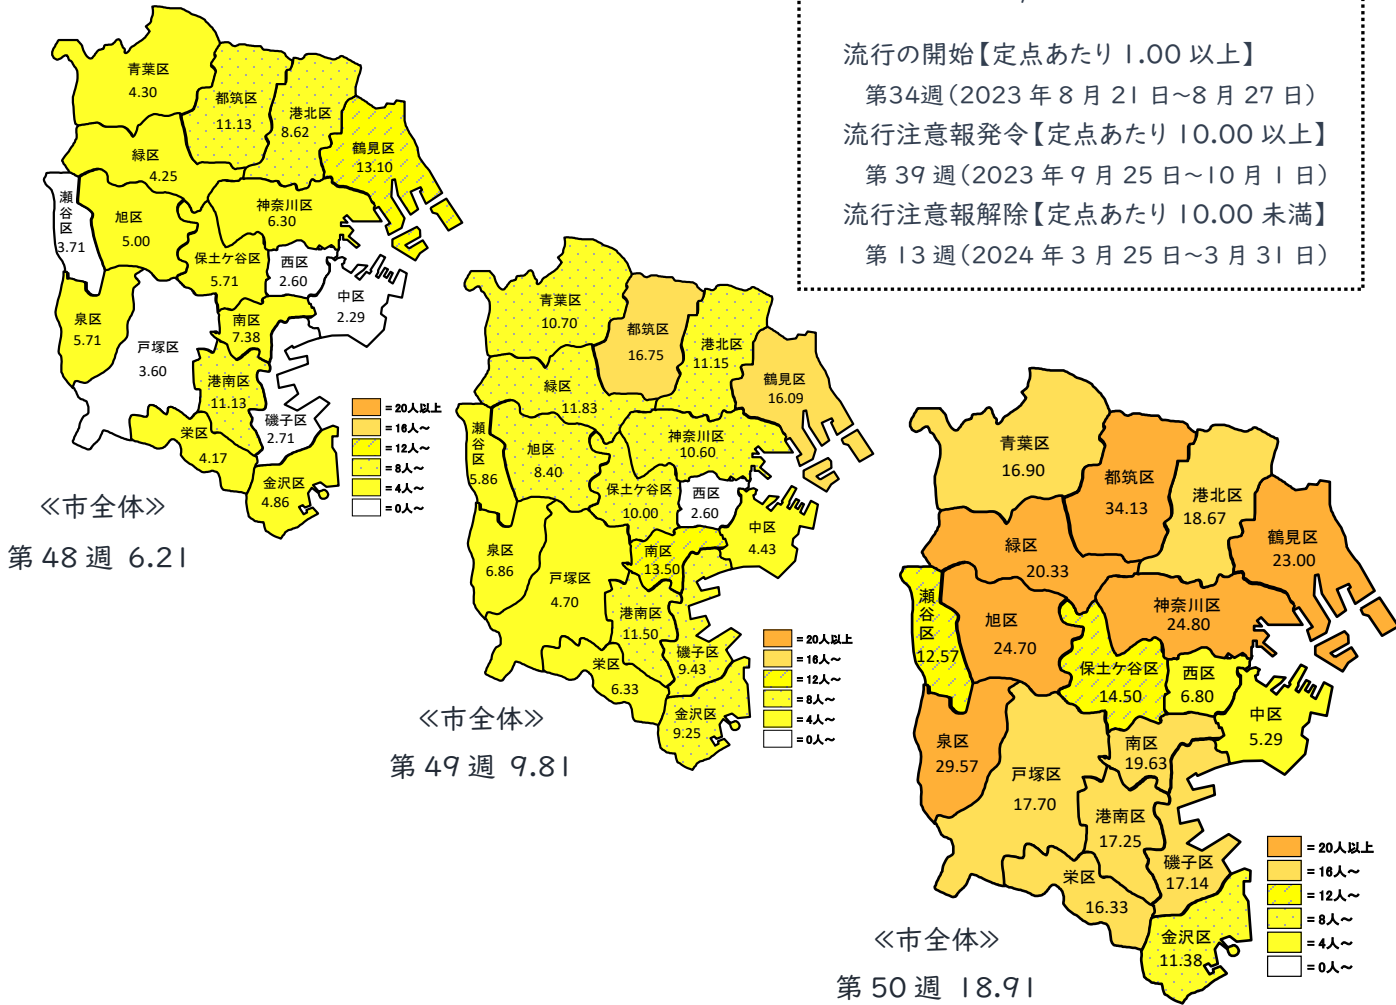 流行の開始【定点あたり 1.00 以上】
第34週(2023 年 8 月 21 日~8 月 27 日)
流行注意報発令【定点あたり 10.00 以上】
第 39 週(2023 年 9 月 25 日~10 月 1 日)
流行注意報解除【定点あたり 10.00 未満】
第 13 週(2024 年 3 月 25 日~3 月 31 日)
青葉区
4.30
都筑区
11.13
港北区
8.62
鶴見区
13.10
緑区
4.25
瀬谷区
3.71
旭区
5.00
神奈川区
6.30
保土ケ谷区
5.71
西区
2.60
中区
2.29
泉区
5.71
戸塚区
3.60
南区
7.38
港南区
11.13
磯子区
2.71
栄区
4.17
金沢区
4.86
= 20人以上
= 16人~
= 12人~
= 8人~
= 4人~
= 0人~
≪市全体≫
第 48 週 6.21
青葉区
10.70
都筑区
16.75
港北区
11.15
鶴見区
16.09
緑区
11.83
瀬谷区
5.86
旭区
8.40
神奈川区
10.60
保土ケ谷区
10.00
西区
2.60
中区
4.43
泉区
6.86
戸塚区
4.70
南区
13.50
港南区
11.50
磯子区
9.43
栄区
6.33
金沢区
9.25
= 20人以上
= 16人~
= 12人~
= 8人~
= 4人~
= 0人~
≪市全体≫
第 49 週 9.81
青葉区
16.90
都筑区
34.13
港北区
18.67
鶴見区
23.00
緑区
20.33
瀬谷区
12.57
旭区
24.70
神奈川区
24.80
保土ケ谷区
14.50
西区
6.80
中区
5.29
泉区
29.57
戸塚区
17.70
南区
19.63
港南区
17.25
磯子区
17.14
栄区
16.33
金沢区
11.38
= 20人以上
= 16人~
= 12人~
= 8人~
= 4人~
= 0人~
≪市全体≫
第 50 週 18.91